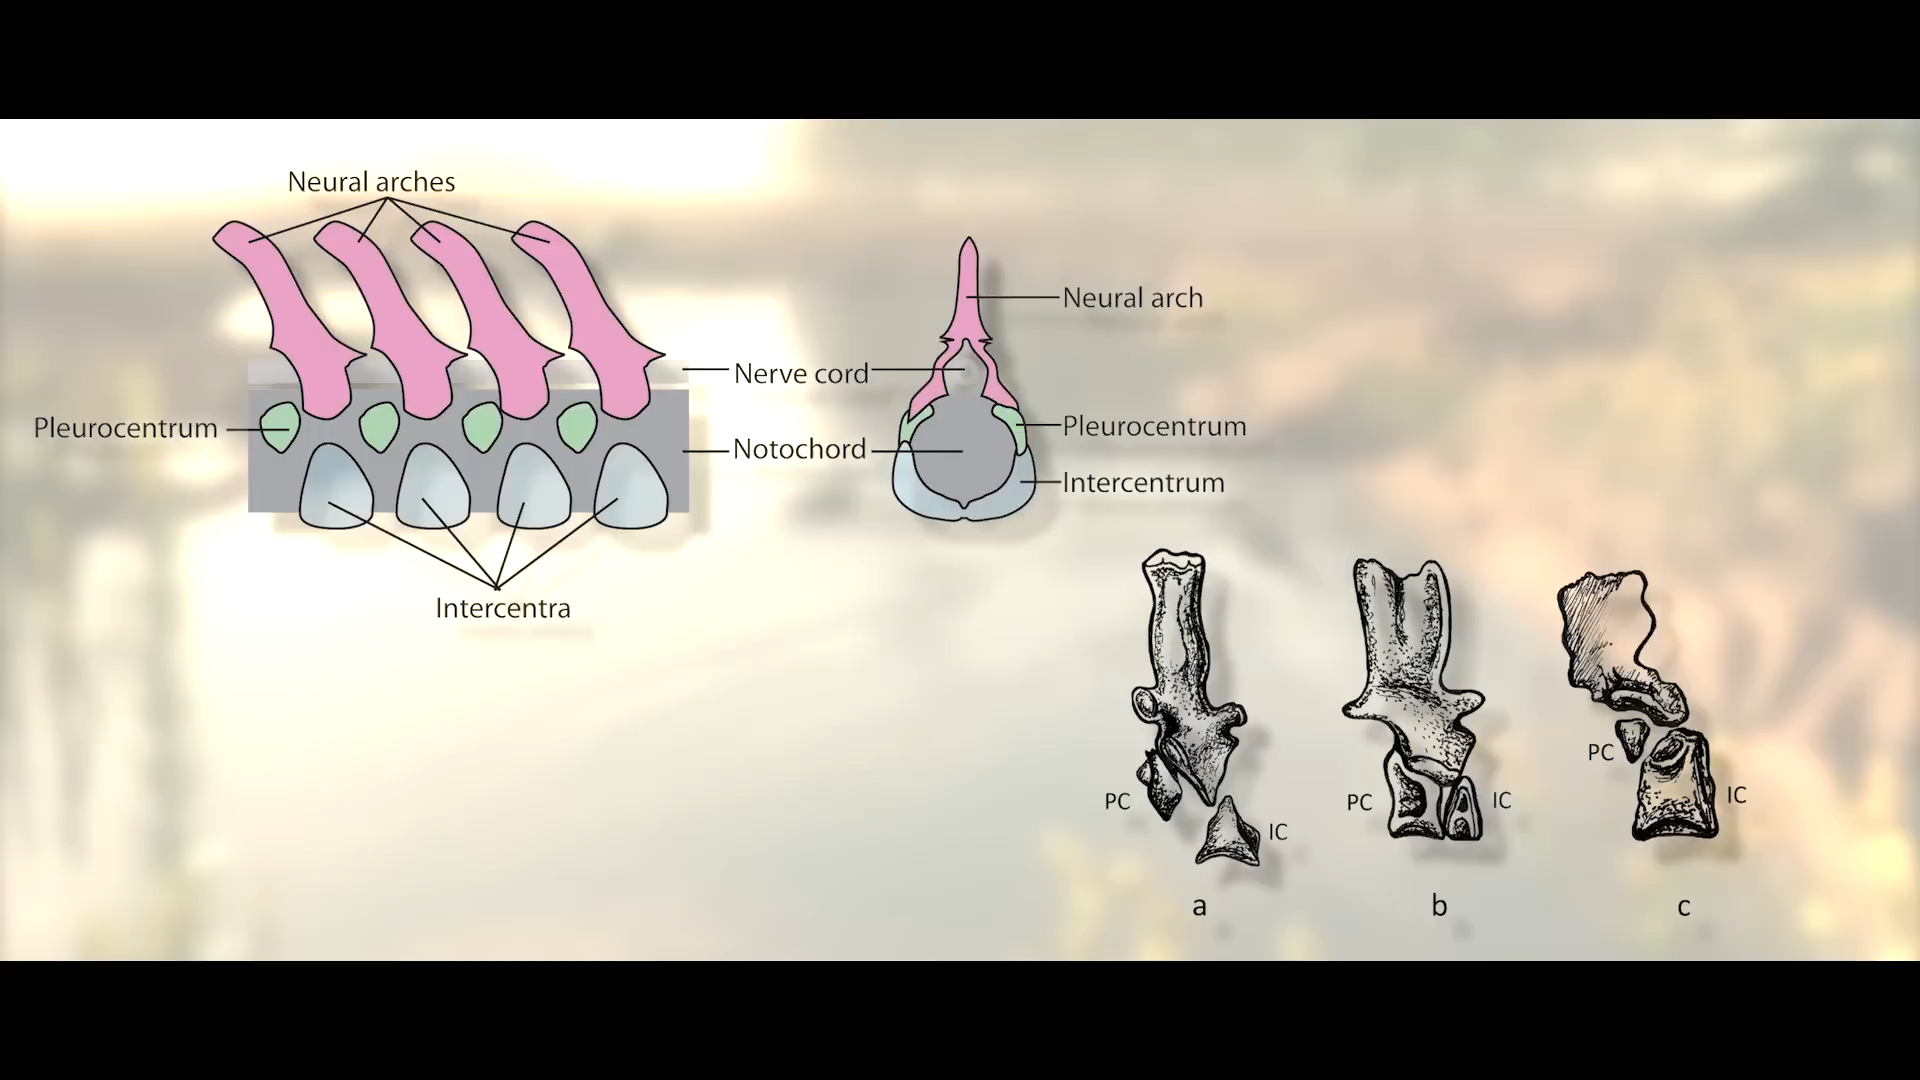 Neural arches
Neural arch
Nerve cord
Pleurocentrum
Pleurocentrum
Notochord
Intercentrum
Intercentra
PC
IC
a
PC
IC
b
PC
IC
c